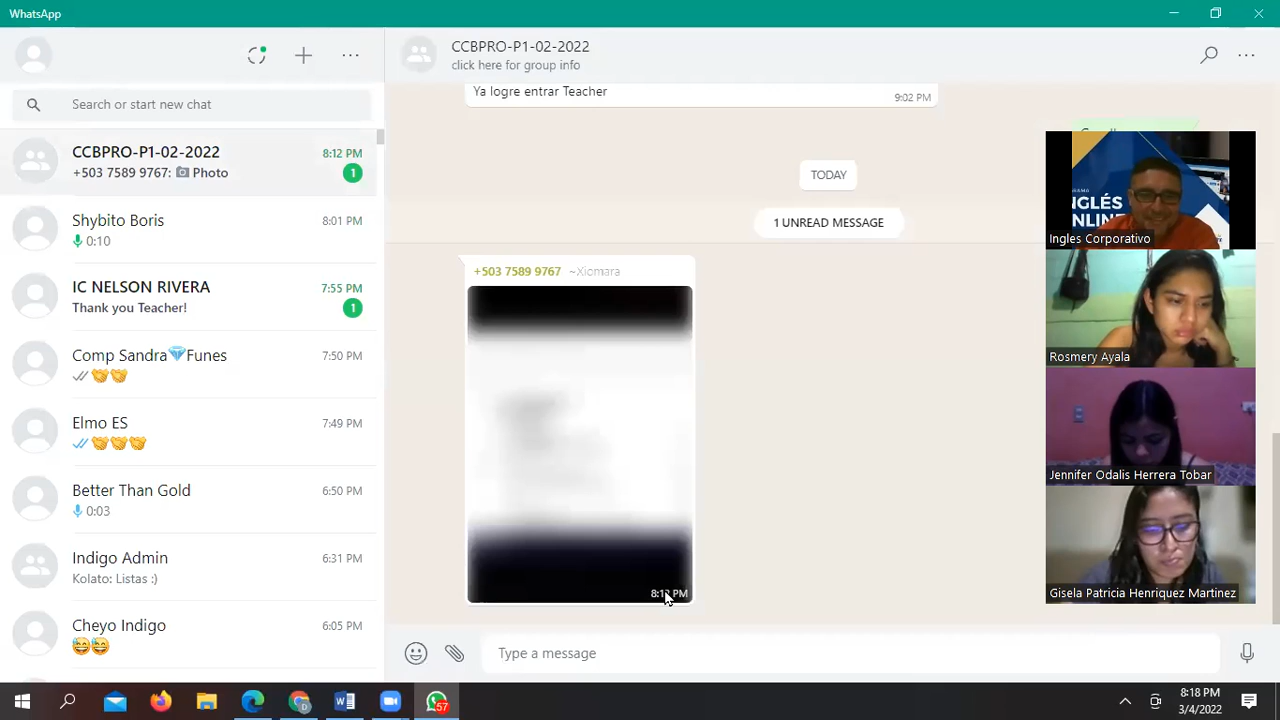 WhatsApp
Search or start new chat
CCBPRO-P1-02-2022
8:12 PM
+503 7589 9767: Photo
1
Shybito Boris
8:01 PM
0:10
IC NELSON RIVERA
7:55 PM
Thank you Teacher!
1
Comp Sandra💎Funes
7:50 PM
🤝🤝
Elmo ES
7:49 PM
🤝🤝🤝
Better Than Gold
6:50 PM
0:03
Indigo Admin
6:31 PM
Kolato: Listas :)
Cheyo Indigo
6:05 PM
😅😅
CCBPRO-P1-02-2022
click here for group info
Ya logre entrar Teacher
9:02 PM
TODAY
1 UNREAD MESSAGE
+503 7589 9767 ~Xiomara
Type a message
INGLÉS
Ingles Corporativo
Rosmery Ayala
Jennifer Odalis Herrera Tobar
Gisela Patricia Henriquez Martinez
57
8:18 PM
3/4/2022